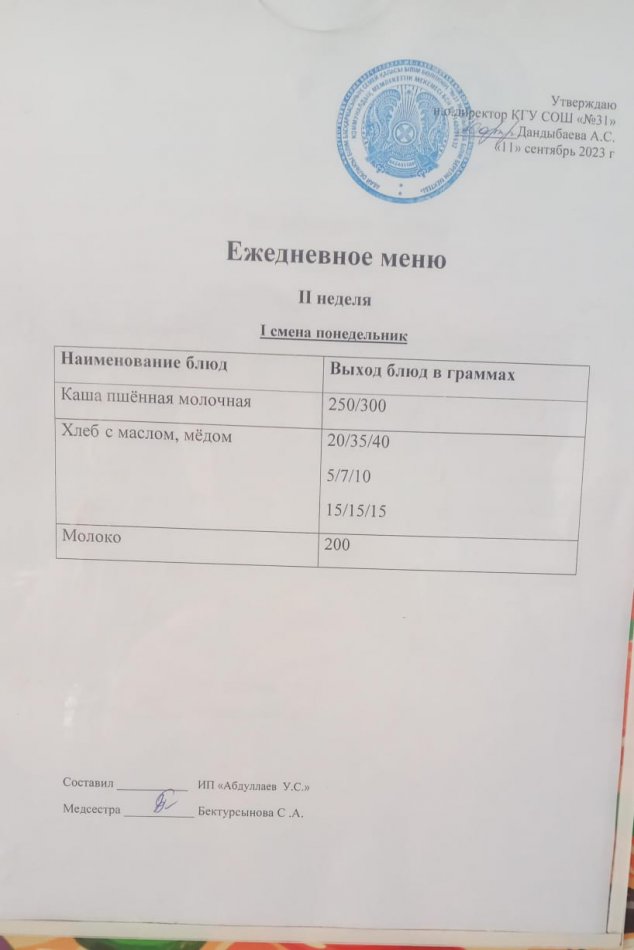 Утверждаю
и.о.директор КГУ СОШ «№31»
Дандыбаева А.С.
«11» сентябрь 2023 г
Ежедневное меню
II неделя
I смена понедельник
Наименование блюд Выход блюд в граммах
Каша пшённая молочная 250/300
Хлеб с маслом, мёдом 20/35/40
5/7/10
15/15/15
Молоко 200
Составил ____________ ИП «Абдуллаев У.С.»
Медсестра ____________ Бектурсынова С .А.